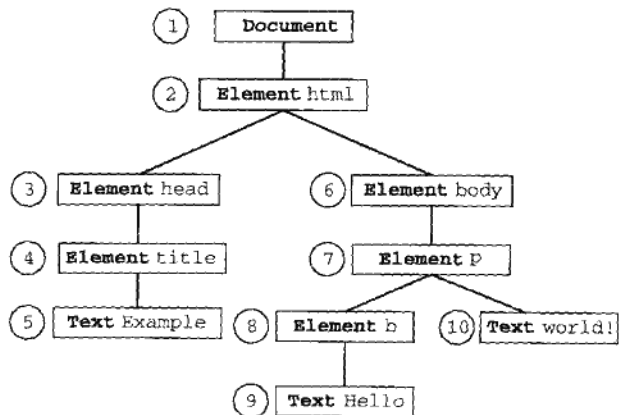 1 Document
2 Element html
3 Element head
6 Element body
4 Element title
7 Element p
5 Text Example
8 Element b
10 Text world!
9 Text Hello